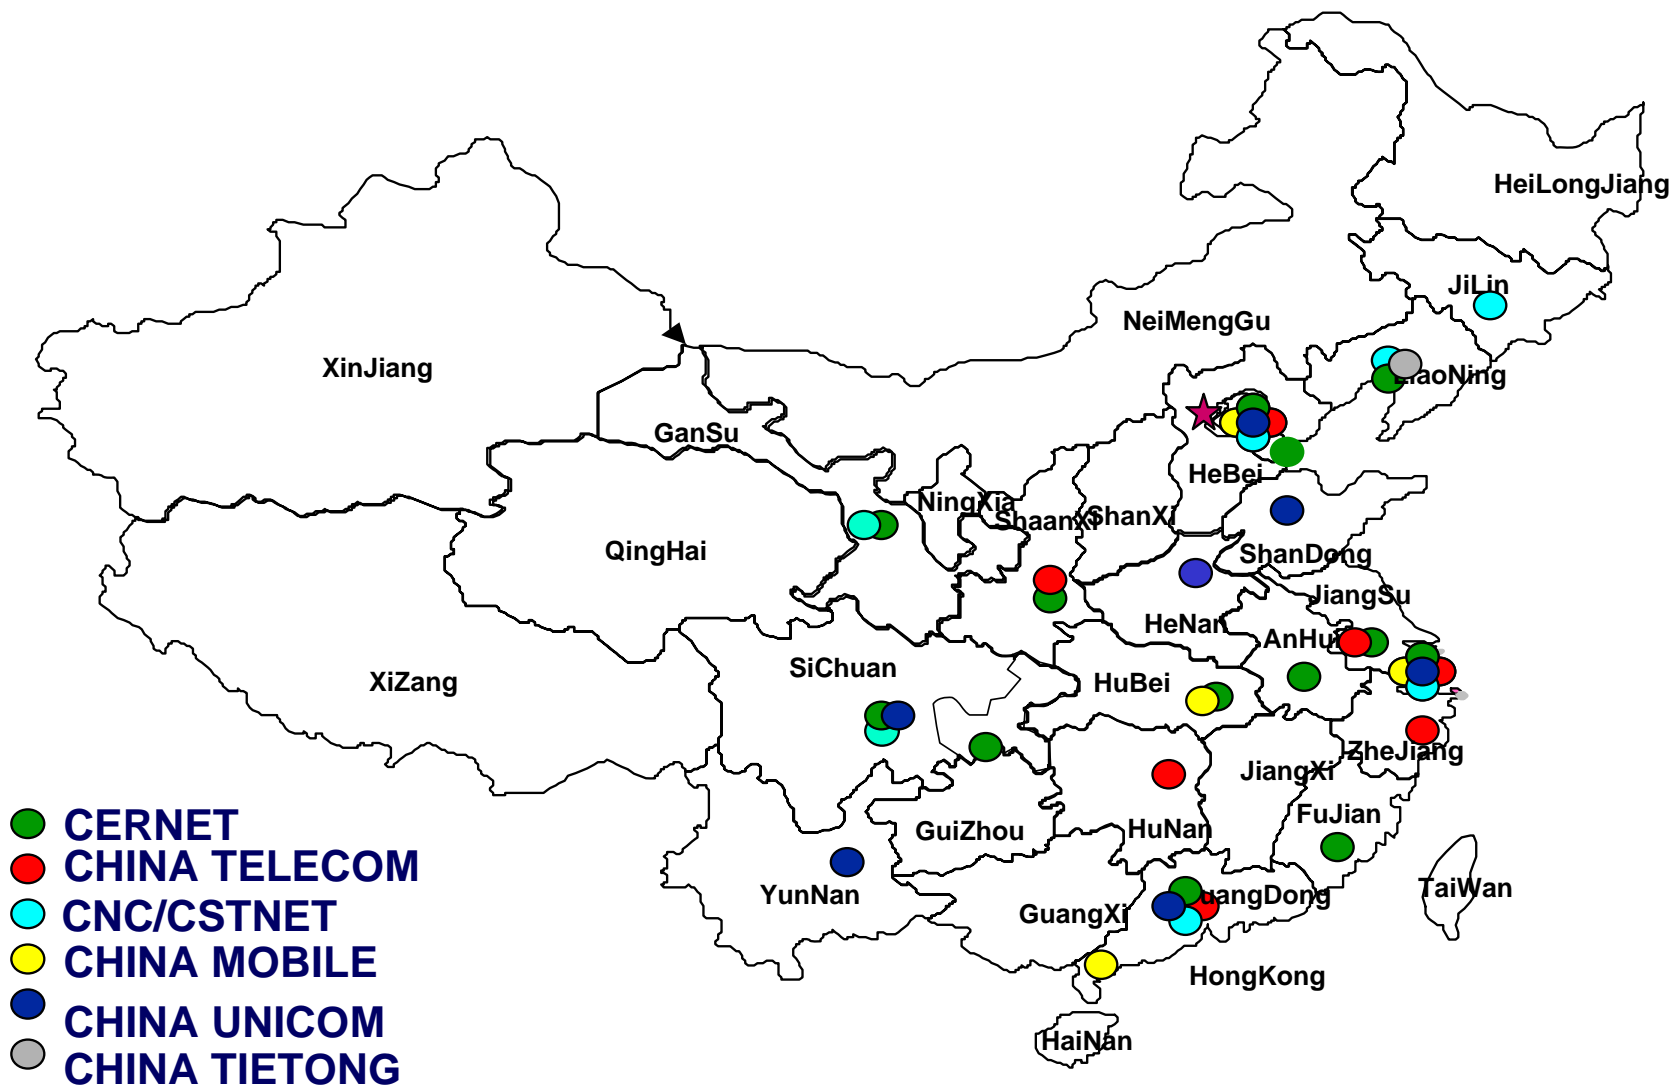 HeiLongJiang
JiLin
NeiMengGu
XinJiang
LiaoNing
GanSu
HeBei
NingXia
ShaanXi
ShanXi
QingHai
ShanDong
JiangSu
HeNan
AnHui
SiChuan
XiZang
HuBei
ZheJiang
JiangXi
FuJian
GuiZhou
HuNan
YunNan
GuangXi
GuangDong
TaiWan
HongKong
HaiNan
CERNET
CHINA TELECOM
CNC/CSTNET
CHINA MOBILE
CHINA UNICOM
CHINA TIETONG